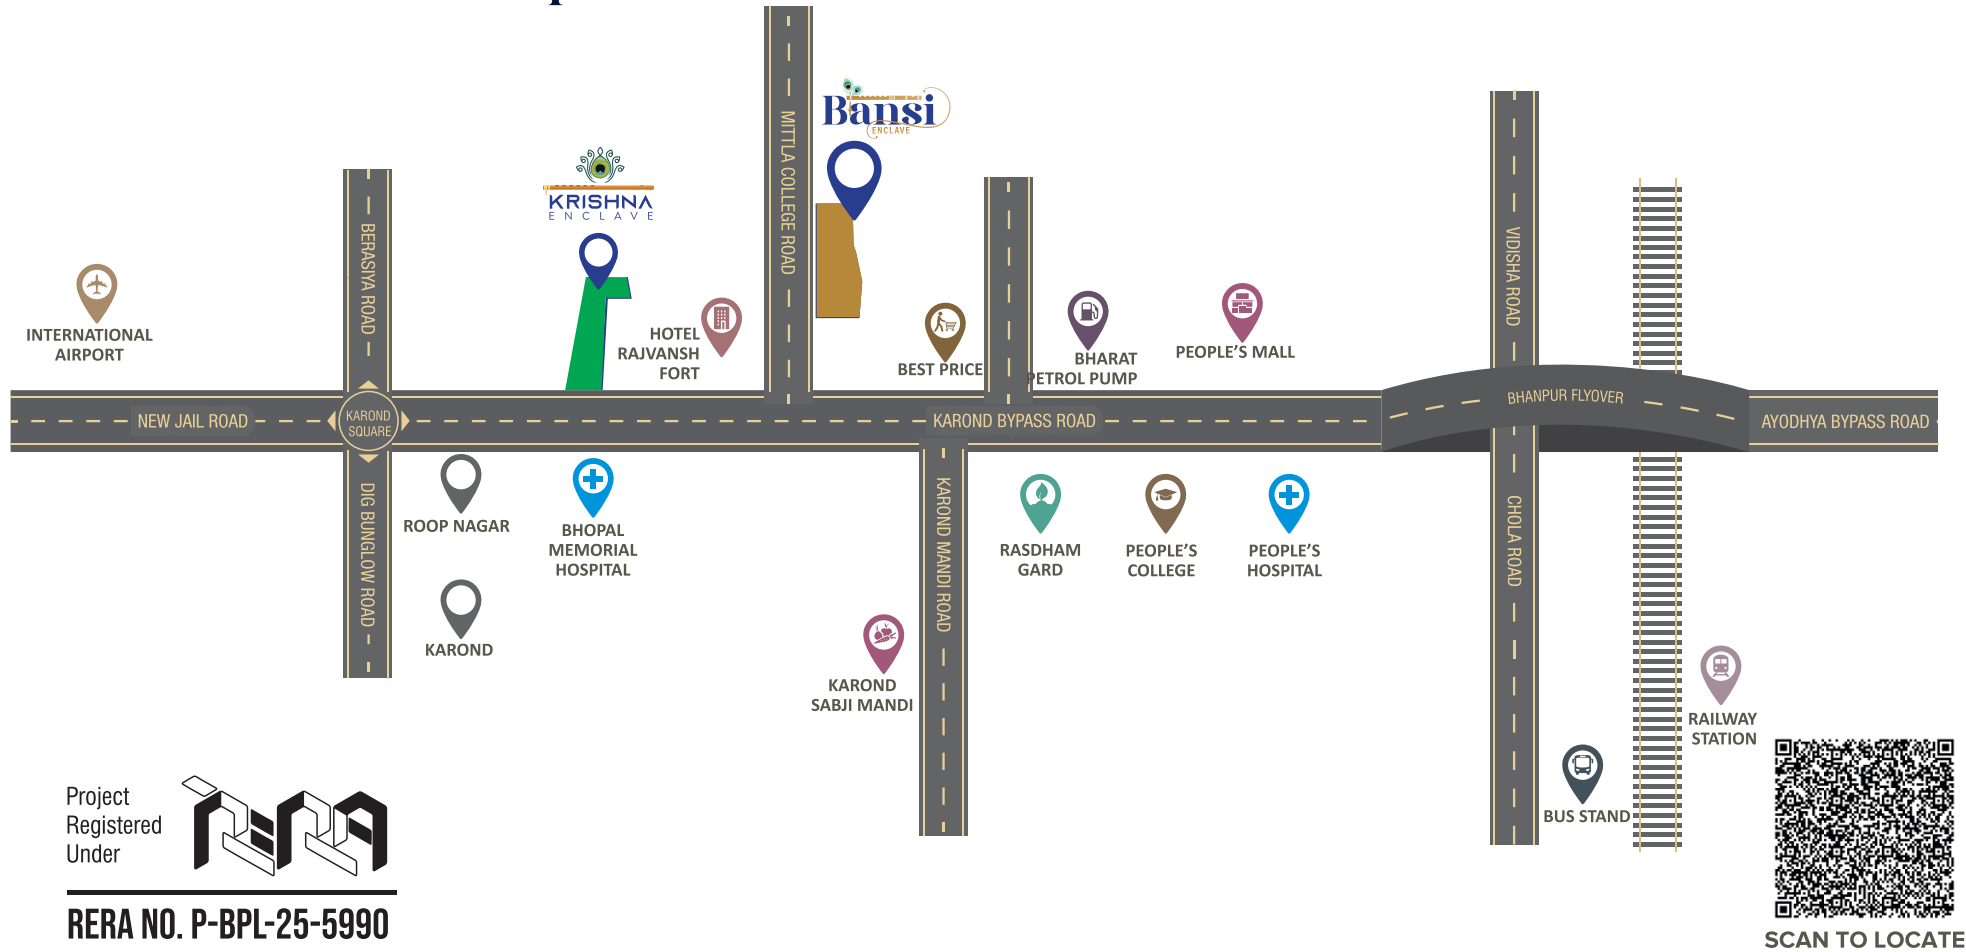 MITTLA COLLEGE ROAD
Bansi
ENCLAVE
KRISHNA
ENCLAVE
BERASIYA ROAD
VIDISHA ROAD
INTERNATIONAL
AIRPORT
HOTEL
RAJVANSH
FORT
BEST PRICE
BHARAT
PETROL PUMP
PEOPLE'S MALL
NEW JAIL ROAD
KAROND
SQUARE
KAROND BYPASS ROAD
BHANPUR FLYOVER
AYODHYA BYPASS ROAD
DIG BUNGLOW ROAD
ROOP NAGAR
BHOPAL
MEMORIAL
HOSPITAL
KAROND MANDI ROAD
RASDHAM
GARD
PEOPLE'S
COLLEGE
PEOPLE'S
HOSPITAL
CHOLA ROAD
KAROND
KAROND
SABJI MANDI
RAILWAY
STATION
BUS STAND
Project
Registered
Under
RERA
RERA NO. P-BPL-25-5990
SCAN TO LOCATE